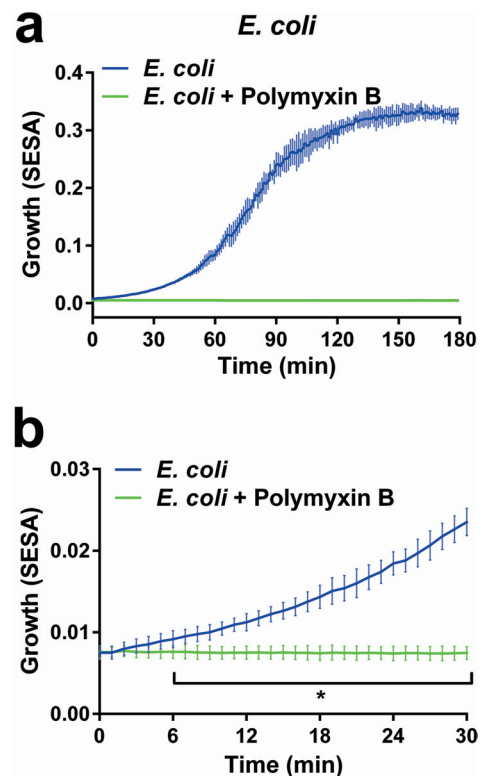 a
E. coli
E. coli
E. coli + Polymyxin B
Growth (SESA)
0.4
0.3
0.2
0.1
0.0
0 30 60 90 120 150 180
Time (min)
b
E. coli
E. coli + Polymyxin B
Growth (SESA)
0.03
0.02
0.01
0.00
*
0 6 12 18 24 30
Time (min)